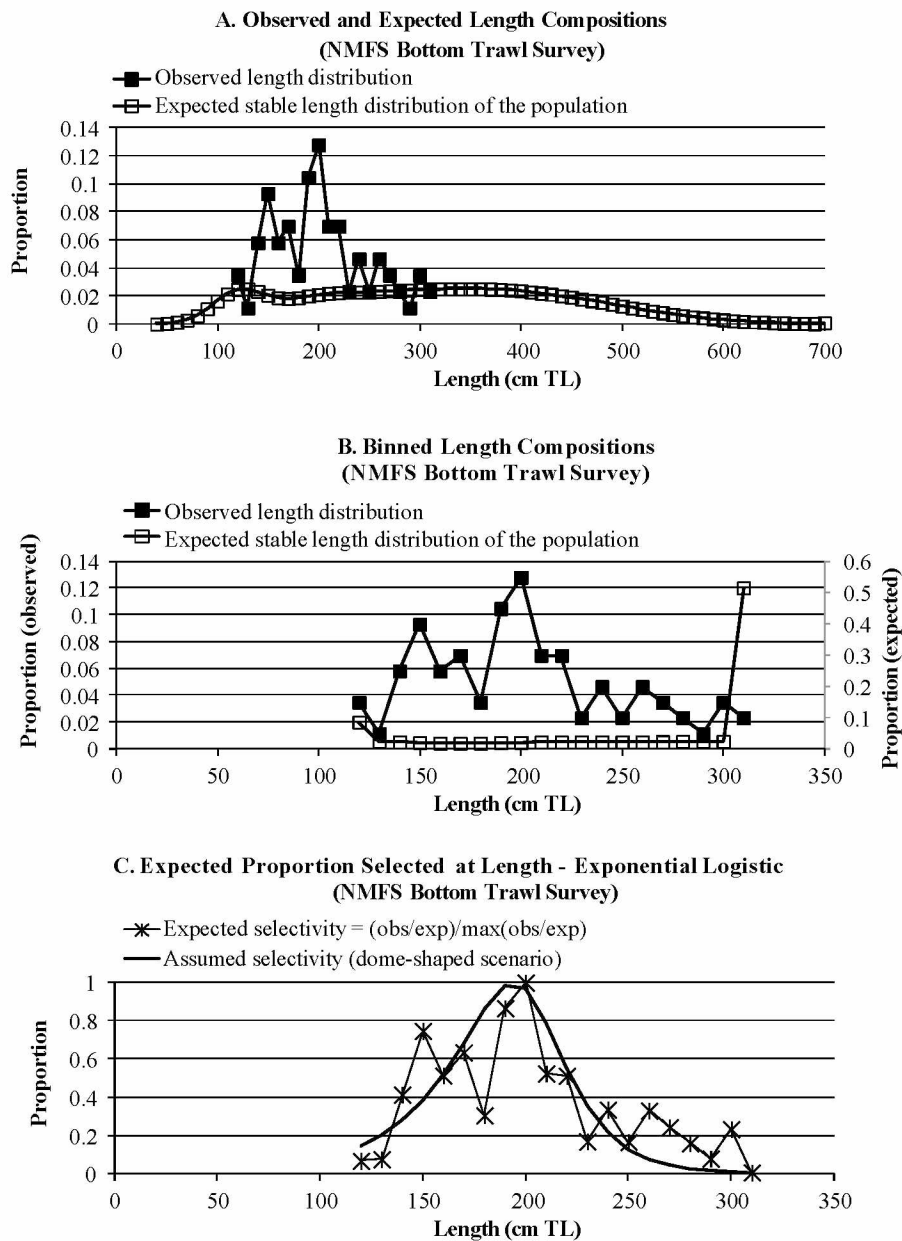 A. Observed and Expected Length Compositions
(NMFS Bottom Trawl Survey)
Observed length distribution
Expected stable length distribution of the population
0.14
0.12
0.1
0.08
0.06
0.04
0.02
0
Proportion
0 100 200 300 400 500 600 700
Length (cm TL)
B. Binned Length Compositions
(NMFS Bottom Trawl Survey)
Observed length distribution
Expected stable length distribution of the population
0.14
0.12
0.1
0.08
0.06
0.04
0.02
0
Proportion (observed)
0.6
0.5
0.4
0.3
0.2
0.1
0
Proportion (expected)
0 50 100 150 200 250 300 350
Length (cm TL)
C. Expected Proportion Selected at Length - Exponential Logistic
(NMFS Bottom Trawl Survey)
Expected selectivity = (obs/exp)/max(obs/exp)
Assumed selectivity (dome-shaped scenario)
1
0.8
0.6
0.4
0.2
0
Proportion
0 50 100 150 200 250 300 350
Length (cm TL)